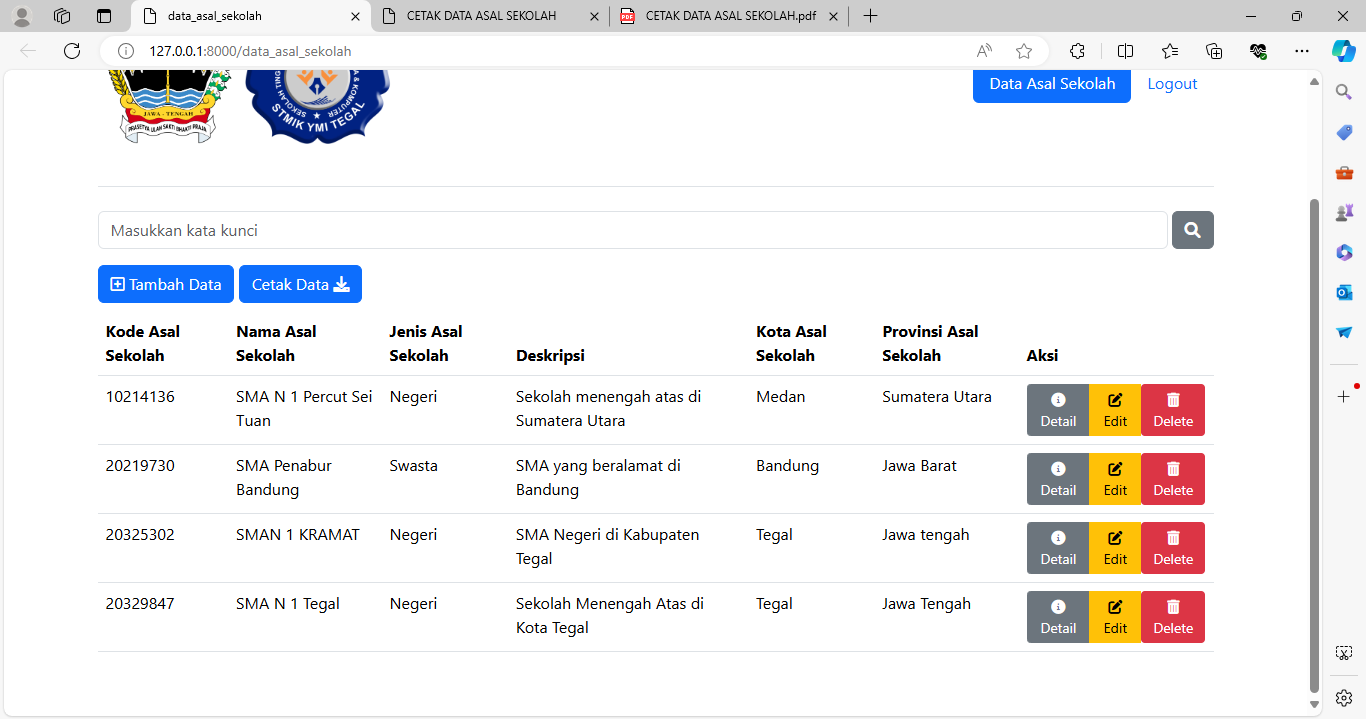 data_asal_sekolah
CETAK DATA ASAL SEKOLAH
PDF
CETAK DATA ASAL SEKOLAH.pdf
127.0.0.1:8000/data_asal_sekolah
JAWA - TENGAH
PRASETYA ULAH SAKTI BHAKTI PRAJA
STMIK YMI TEGAL
Data Asal Sekolah
Logout
Masukkan kata kunci
Tambah Data
Cetak Data
Kode Asal Sekolah
Nama Asal Sekolah
Jenis Asal Sekolah
Deskripsi
Kota Asal Sekolah
Provinsi Asal Sekolah
Aksi
10214136
SMA N 1 Percut Sei
Tuan
Negeri
Sekolah menengah atas di
Sumatera Utara
Medan
Sumatera Utara
Detail
Edit
Delete
20219730
SMA Penabur
Bandung
Swasta
SMA yang beralamat di
Bandung
Bandung
Jawa Barat
Detail
Edit
Delete
20325302
SMAN 1 KRAMAT
Negeri
SMA Negeri di Kabupaten
Tegal
Tegal
Jawa tengah
Detail
Edit
Delete
20329847
SMA N 1 Tegal
Negeri
Sekolah Menengah Atas di
Kota Tegal
Tegal
Jawa Tengah
Detail
Edit
Delete